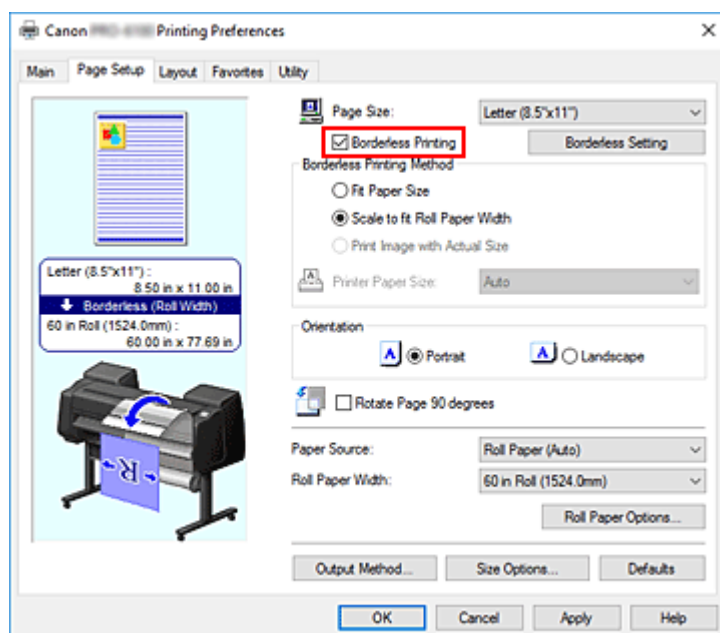 Canon Printing Preferences
Main Page Setup Layout Favorites Utility
Page Size: Letter (8.5"x11")
Borderless Printing Borderless Setting
Borderless Printing Method
Fit Paper Size
Scale to fit Roll Paper Width
Print Image with Actual Size
Printer Paper Size: Auto
Letter (8.5"x11") :
8.50 in x 11.00 in
Borderless (Roll Width)
60 in Roll (1524.0mm) :
60.00 in x 77.69 in
Orientation
A Portrait A Landscape
Rotate Page 90 degrees
R
Paper Source: Roll Paper (Auto)
Roll Paper Width: 60 in Roll (1524.0mm)
Roll Paper Options...
Output Method... Size Options... Defaults
OK Cancel Apply Help